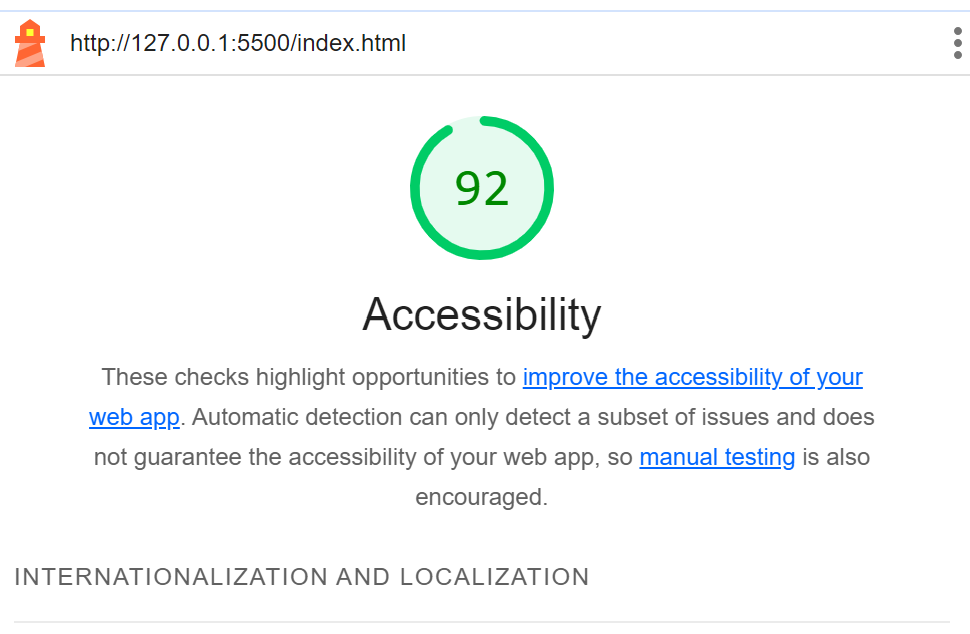 http://127.0.0.1:5500/index.html
92
Accessibility
These checks highlight opportunities to improve the accessibility of your
web app. Automatic detection can only detect a subset of issues and does
not guarantee the accessibility of your web app, so manual testing is also
encouraged.
INTERNATIONALIZATION AND LOCALIZATION